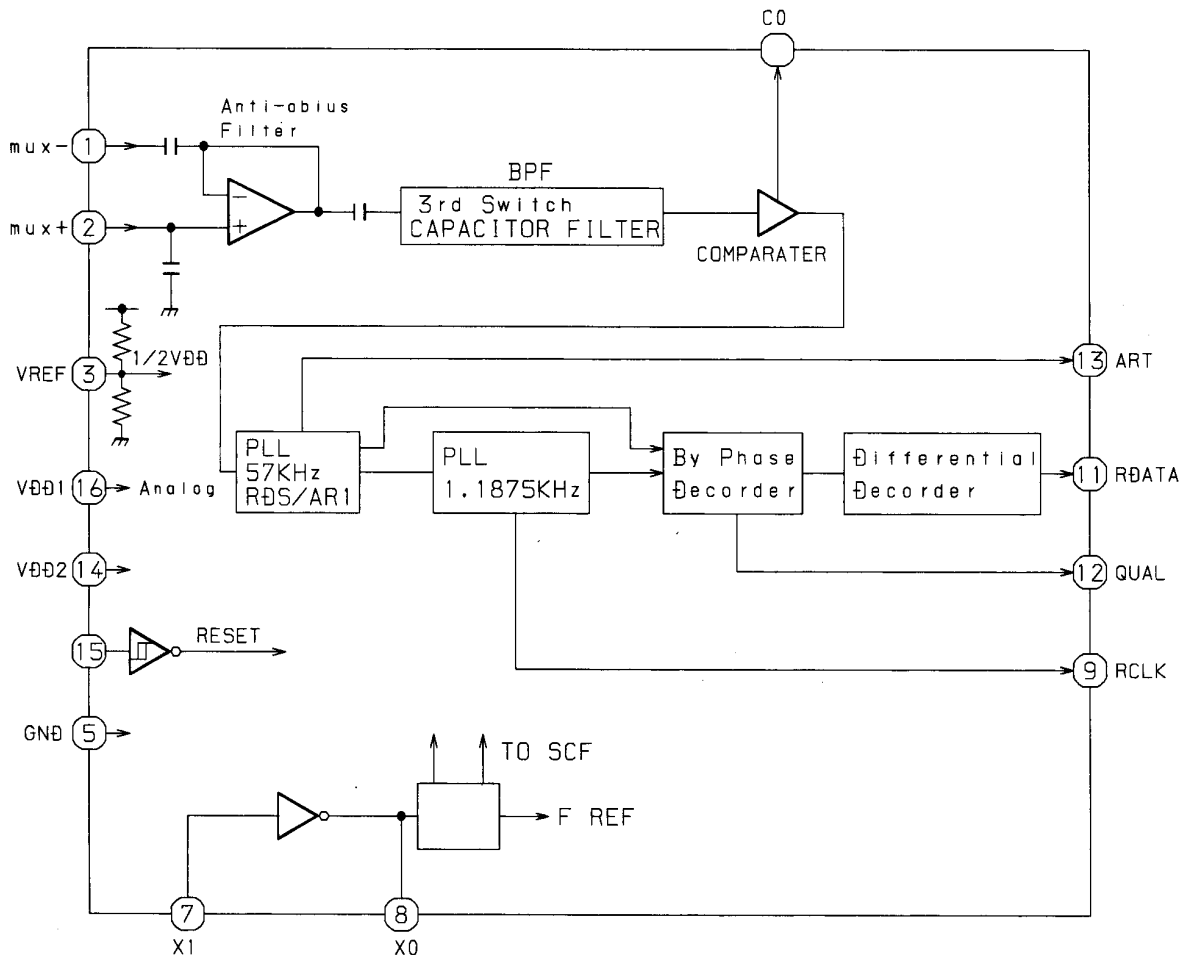 CO
Anti-abius
Filter
mux- 1
mux+ 2
−
+
BPF
3rd Switch
CAPACITOR FILTER
COMPARATER
1/2VDD
VREF 3
13 ART
PLL
57KHz
RDS/AR1
PLL
1.1875KHz
By Phase
Decorder
Differential
Decorder
11 RDATA
VDD1 16 Analog
VDD2 14
12 QUAL
15 RESET
9 RCLK
GND 5
TO SCF
F REF
7
X1
8
XO